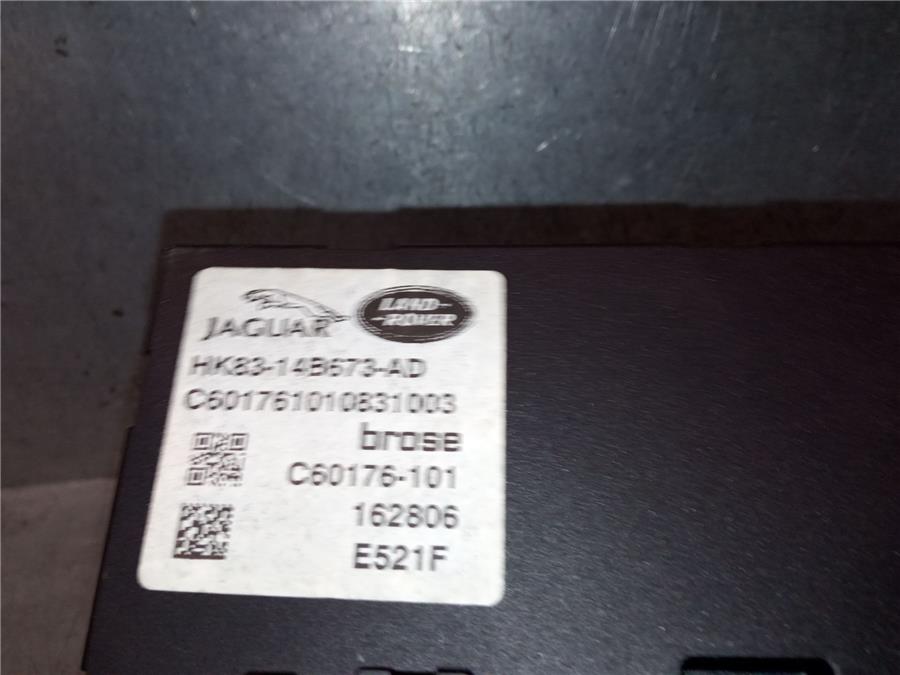 JAGUAR
LAND-
-ROVER
HK83-14B673-AD
C601761010831003
brose
C60176-101
162806
E521F